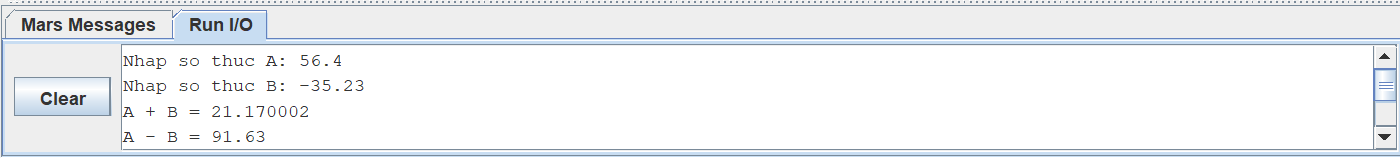 Mars Messages Run I/O
Clear
Nhap so thuc A: 56.4
Nhap so thuc B: -35.23
A + B = 21.170002
A - B = 91.63